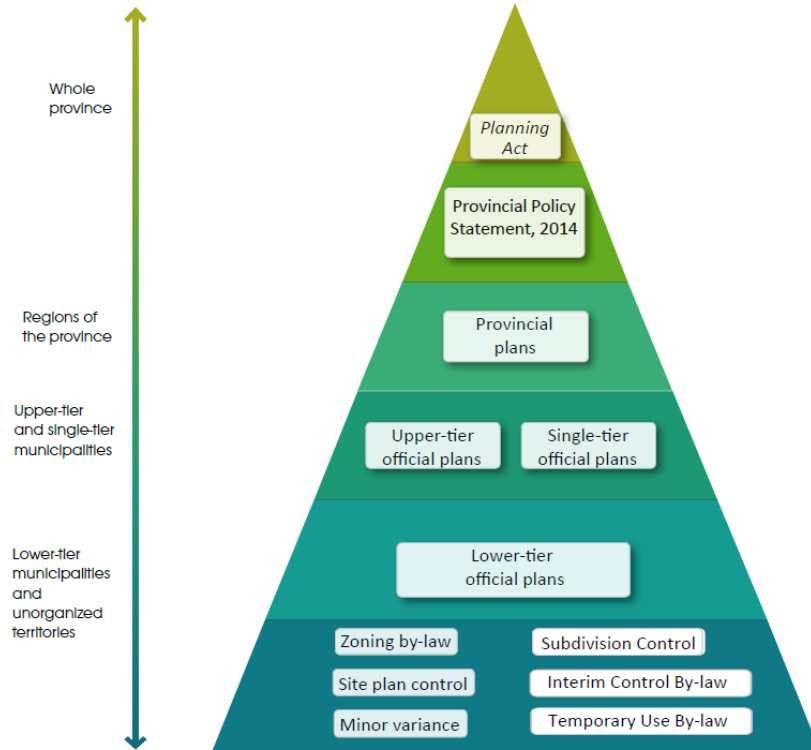 Whole
province
Planning
Act
Provincial Policy
Statement, 2014
Regions of
the province
Provincial
plans
Upper-tier
and single-tier
municipalities
Upper-tier
official plans
Single-tier
official plans
Lower-tier
municipalities
and
unorganized
territories
Lower-tier
official plans
Zoning by-law
Subdivision Control
Site plan control
Interim Control By-law
Minor variance
Temporary Use By-law